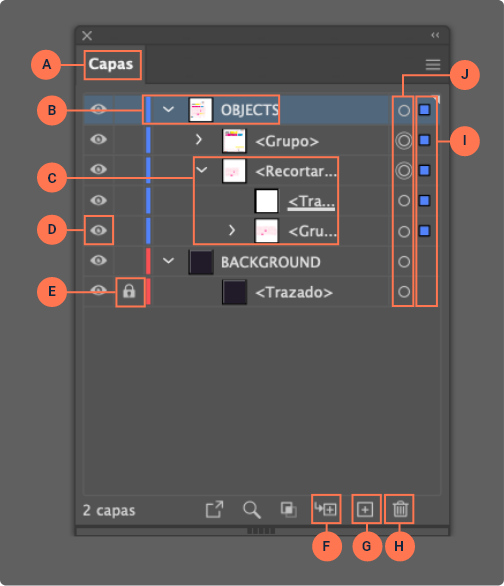 Capas
A
J
B
OBJECTS
I
<Grupo>
C
<Recortar...
<Tra...
D
<Gru...
BACKGROUND
E
<Trazado>
2 capas
F
G
H